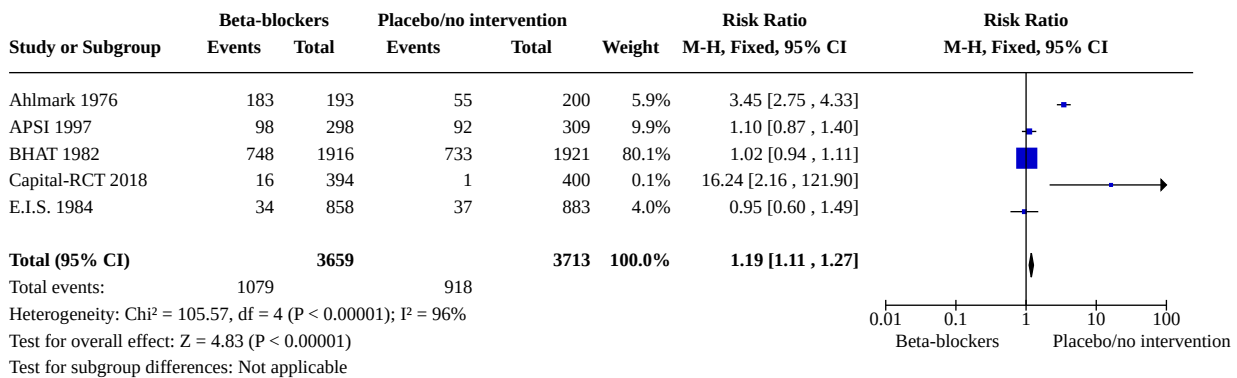 Beta-blockers Placebo/no intervention Risk Ratio Risk Ratio
Study or Subgroup Events Total Events Total Weight M-H, Fixed, 95% CI M-H, Fixed, 95% CI
Ahlmark 1976 183 193 55 200 5.9% 3.45 [2.75 , 4.33]
APSI 1997 98 298 92 309 9.9% 1.10 [0.87 , 1.40]
BHAT 1982 748 1916 733 1921 80.1% 1.02 [0.94 , 1.11]
Capital-RCT 2018 16 394 1 400 0.1% 16.24 [2.16 , 121.90]
E.I.S. 1984 34 858 37 883 4.0% 0.95 [0.60 , 1.49]
Total (95% CI) 3659 3713 100.0% 1.19 [1.11 , 1.27]
Total events: 1079 918
Heterogeneity: Chi² = 105.57, df = 4 (P < 0.00001); I² = 96%
0.01 0.1 1 10 100
Test for overall effect: Z = 4.83 (P < 0.00001)
Beta-blockers Placebo/no intervention
Test for subgroup differences: Not applicable